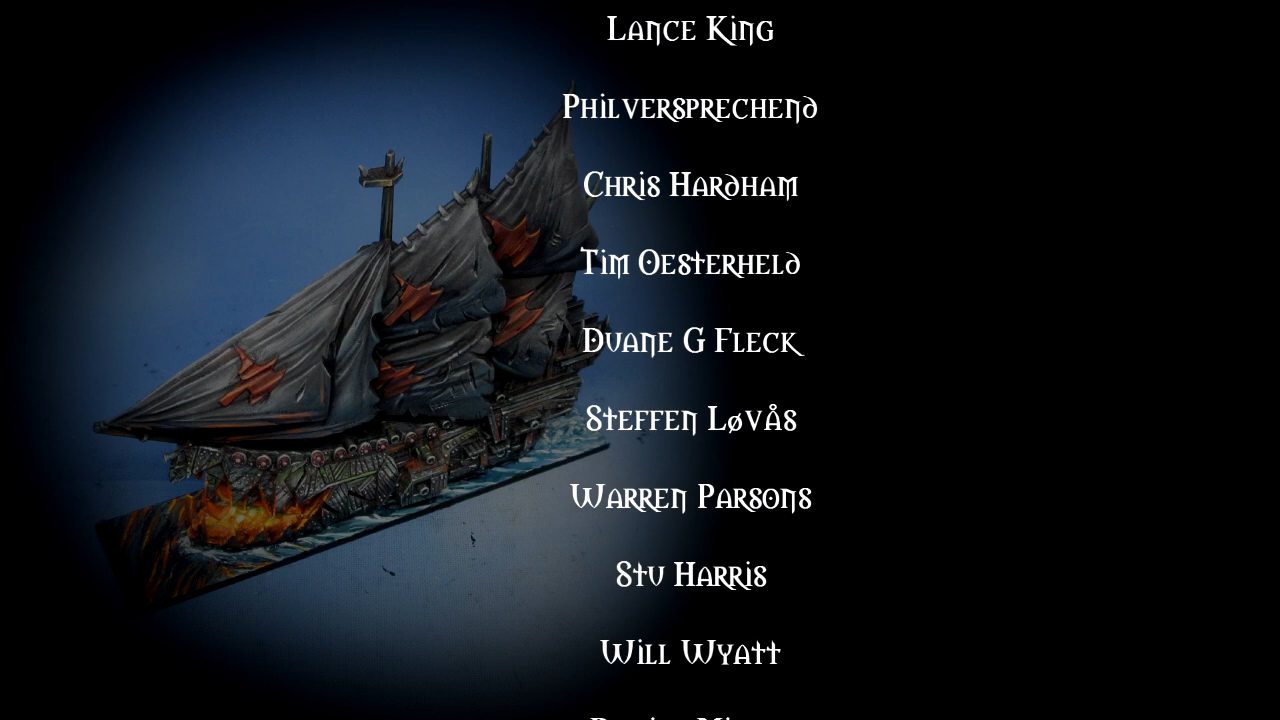 Lance King
Philversprechend
Chris Hardham
Tim Oesterheld
Duane G Fleck
Steffen Løvås
Warren Parsons
Stu Harris
Will Wyatt